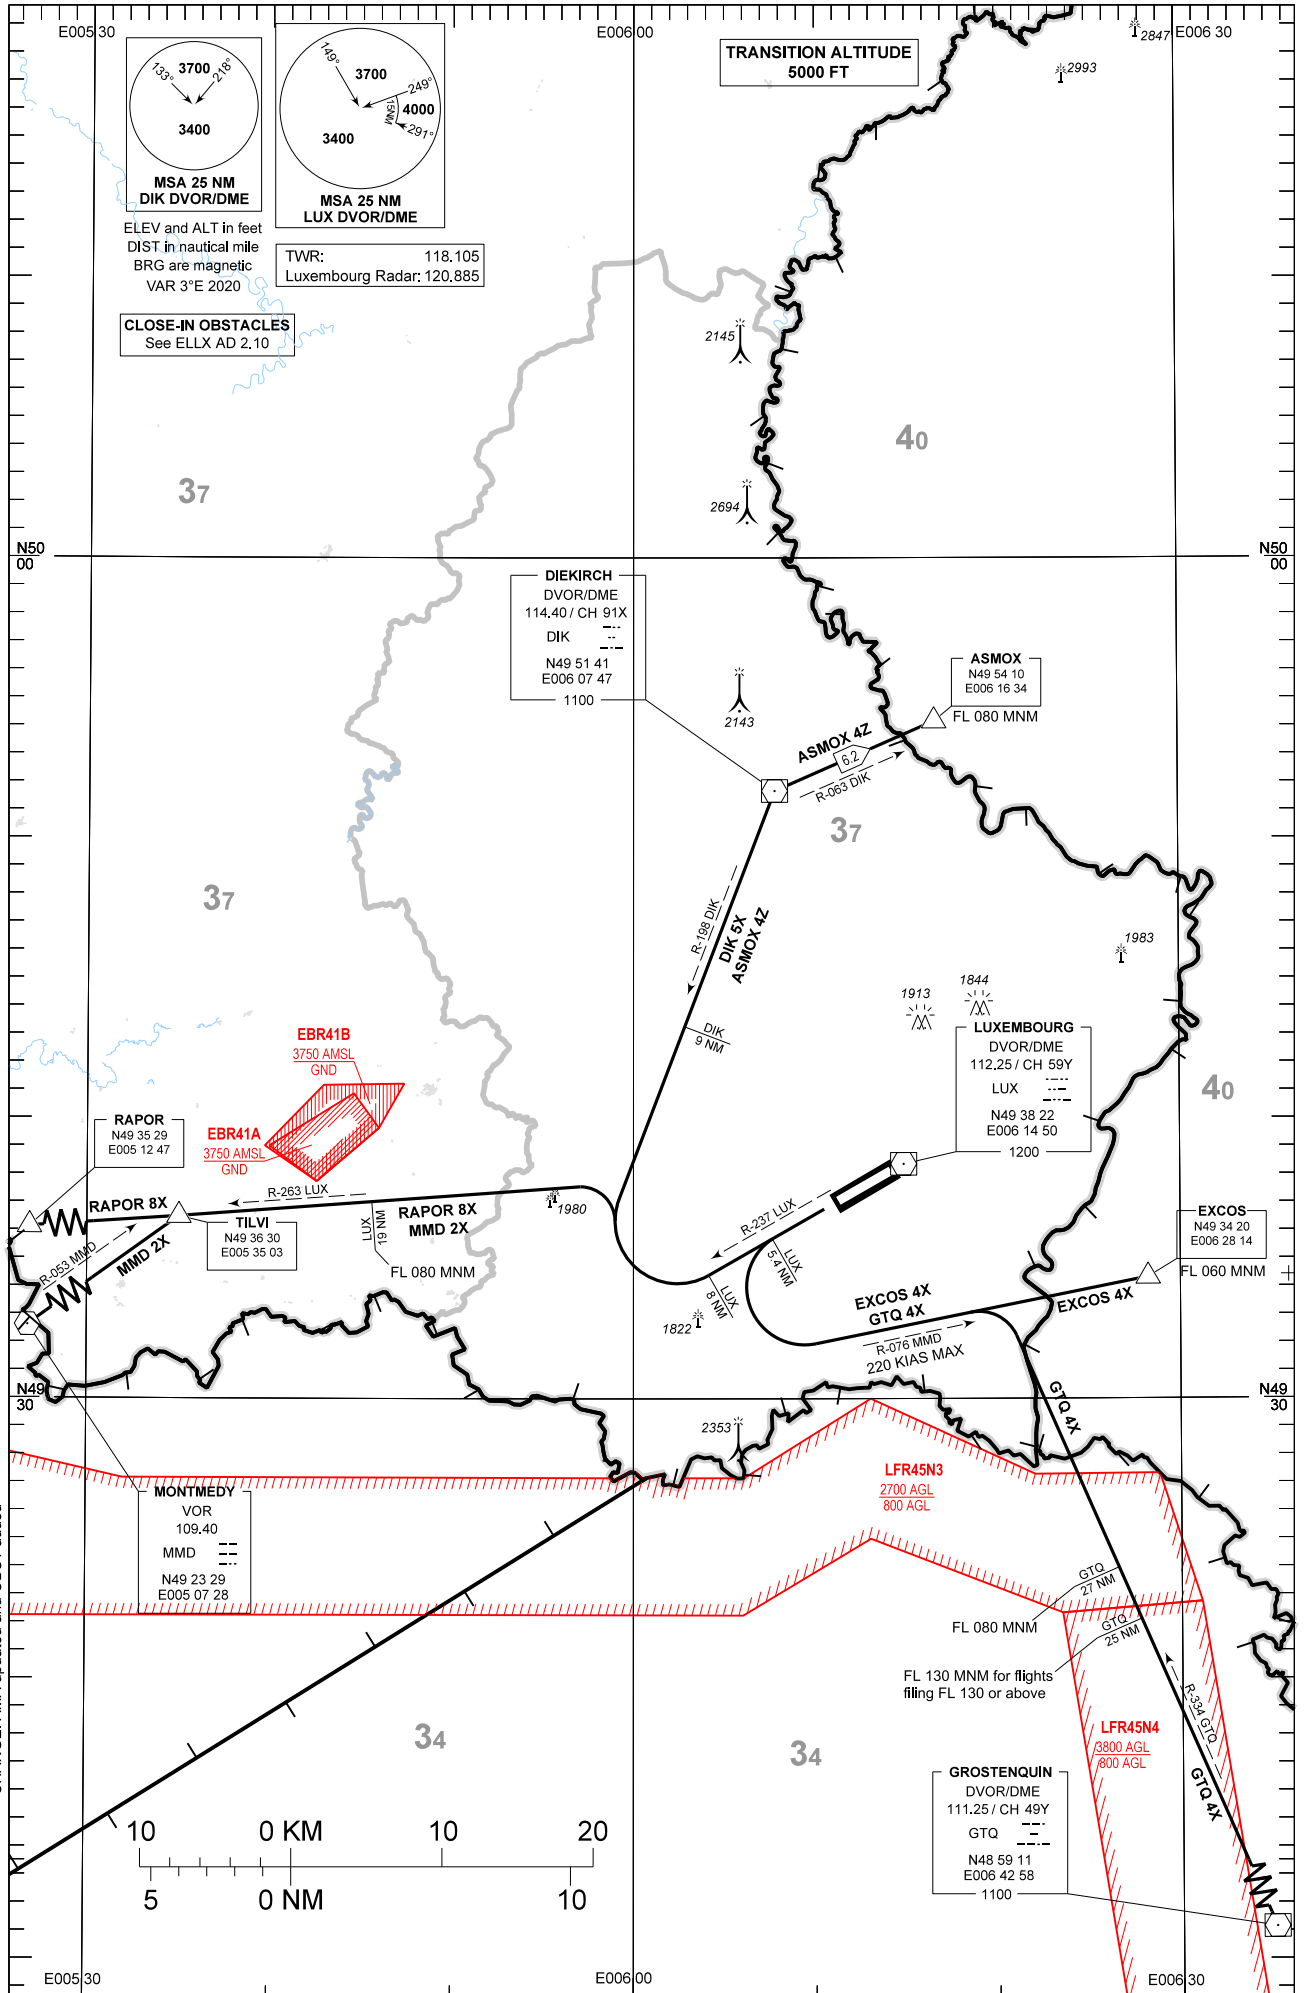 E005 30
E006 00
E006 30
2847
2993
TRANSITION ALTITUDE
5000 FT
3700
133°
218°
3400
MSA 25 NM
DIK DVOR/DME
149°
3700
249°
15NM
4000
291°
3400
MSA 25 NM
LUX DVOR/DME
ELEV and ALT in feet
DIST in nautical mile
BRG are magnetic
VAR 3°E 2020
TWR: 118.105
Luxembourg Radar: 120.885
CLOSE-IN OBSTACLES
See ELLX AD 2.10
2145
40
37
2694
N50
00
N50
00
DIEKIRCH
DVOR/DME
114.40 / CH 91X
DIK
N49 51 41
E006 07 47
1100
ASMOX
N49 54 10
E006 16 34
FL 080 MNM
2143
ASMOX 4Z
6.2
R-063 DIK
37
37
R-198 DIK
DIK 5X
ASMOX 4Z
1983
1913
1844
DIK
9 NM
LUXEMBOURG
DVOR/DME
112.25 / CH 59Y
LUX
N49 38 22
E006 14 50
1200
40
EBR41B
3750 AMSL
GND
EBR41A
3750 AMSL
GND
RAPOR
N49 35 29
E005 12 47
RAPOR 8X
R-263 LUX
TILVI
N49 36 30
E005 35 03
LUX
19 NM
FL 080 MNM
RAPOR 8X
MMD 2X
1980
R-053 MMD
MMD 2X
R-237 LUX
LUX
5.4 NM
LUX
8 NM
EXCOS
N49 34 20
E006 28 14
FL 060 MNM
EXCOS 4X
GTQ 4X
EXCOS 4X
R-076 MMD
220 KIAS MAX
1822
N49
30
N49
30
GTQ 4X
2353
LFR45N3
2700 AGL
800 AGL
MONTMEDY
VOR
109.40
MMD
N49 23 29
E005 07 28
GTQ
27 NM
FL 080 MNM
GTQ
25 NM
FL 130 MNM for flights
filing FL 130 or above
R-334 GTQ
34
34
LFR45N4
3800 AGL
800 AGL
GTQ 4X
GROSTENQUIN
DVOR/DME
111.25 / CH 49Y
GTQ
N48 59 11
E006 42 58
1100
10 0 KM 10 20
5 0 NM 10
E005 30
E006 00
E006 30